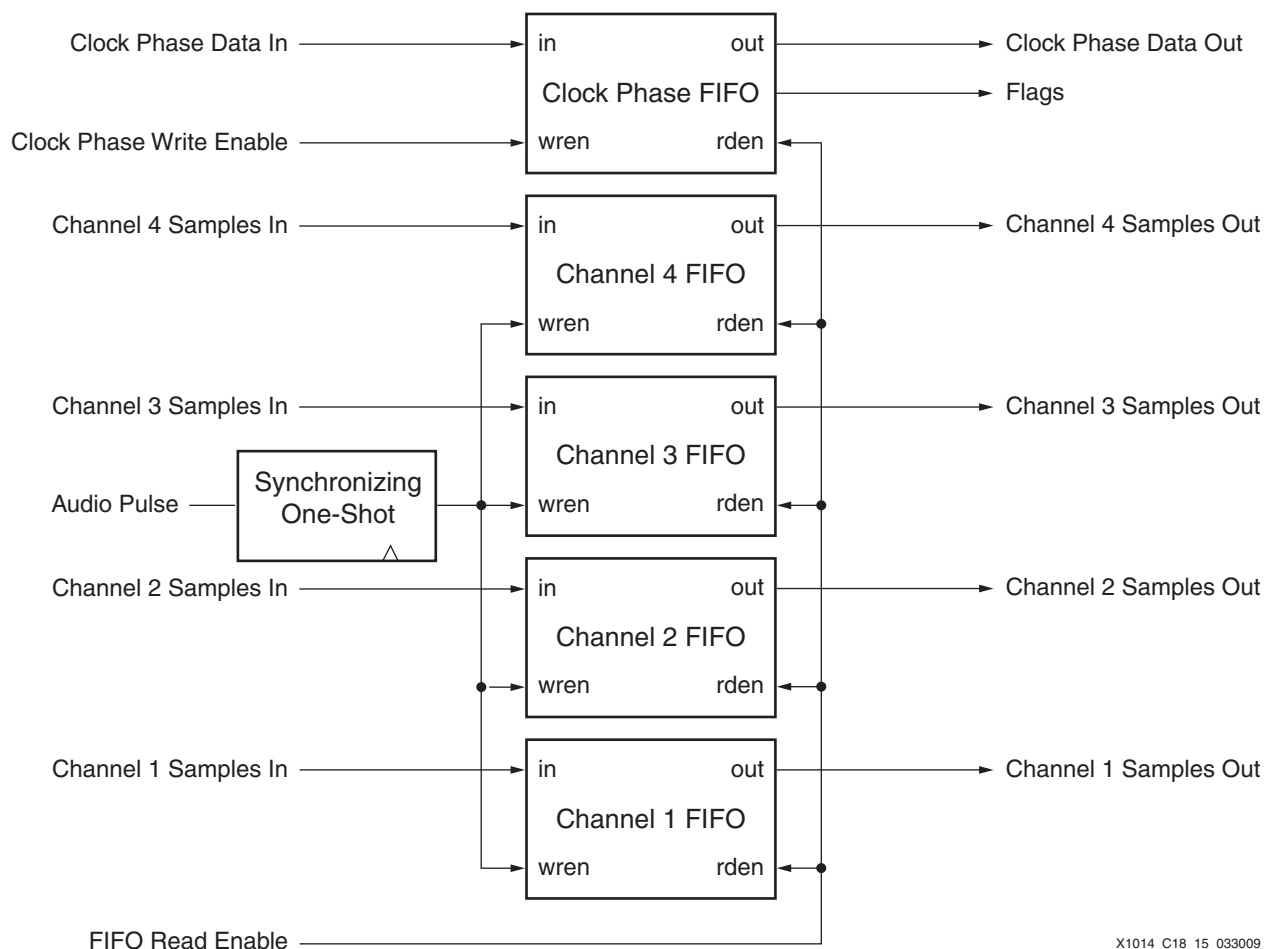 Clock Phase Data In
in
out
Clock Phase Data Out
Clock Phase FIFO
Flags
Clock Phase Write Enable
wren
rden
Channel 4 Samples In
in
out
Channel 4 Samples Out
Channel 4 FIFO
wren
rden
Channel 3 Samples In
in
out
Channel 3 Samples Out
Channel 3 FIFO
Audio Pulse
Synchronizing
One-Shot
wren
rden
Channel 2 Samples In
in
out
Channel 2 Samples Out
Channel 2 FIFO
wren
rden
Channel 1 Samples In
in
out
Channel 1 Samples Out
Channel 1 FIFO
wren
rden
FIFO Read Enable
X1014_C18_15_033009